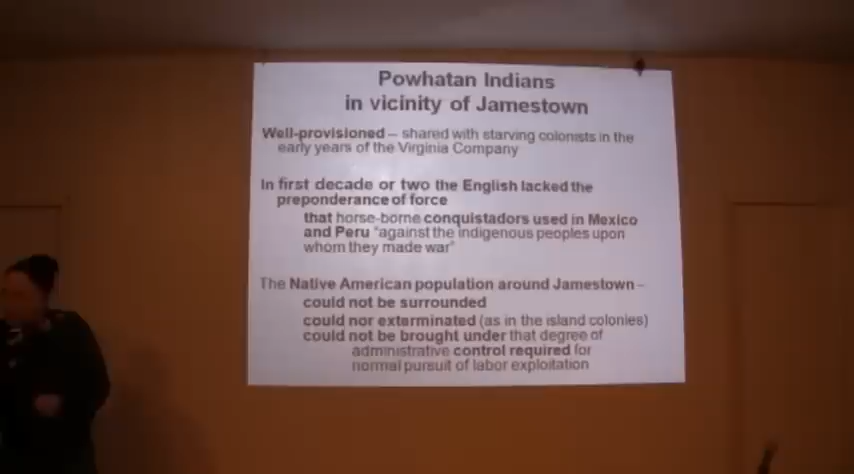 Powhatan Indians
in vicinity of Jamestown
Well-provisioned – shared with starving colonists in the
early years of the Virginia Company
In first decade or two the English lacked the
preponderance of force
that horse-borne conquistadors used in Mexico
and Peru "against the indigenous peoples upon
whom they made war"
The Native American population around Jamestown –
could not be surrounded
could nor exterminated (as in the island colonies)
could not be brought under that degree of
administrative control required for
normal pursuit of labor exploitation